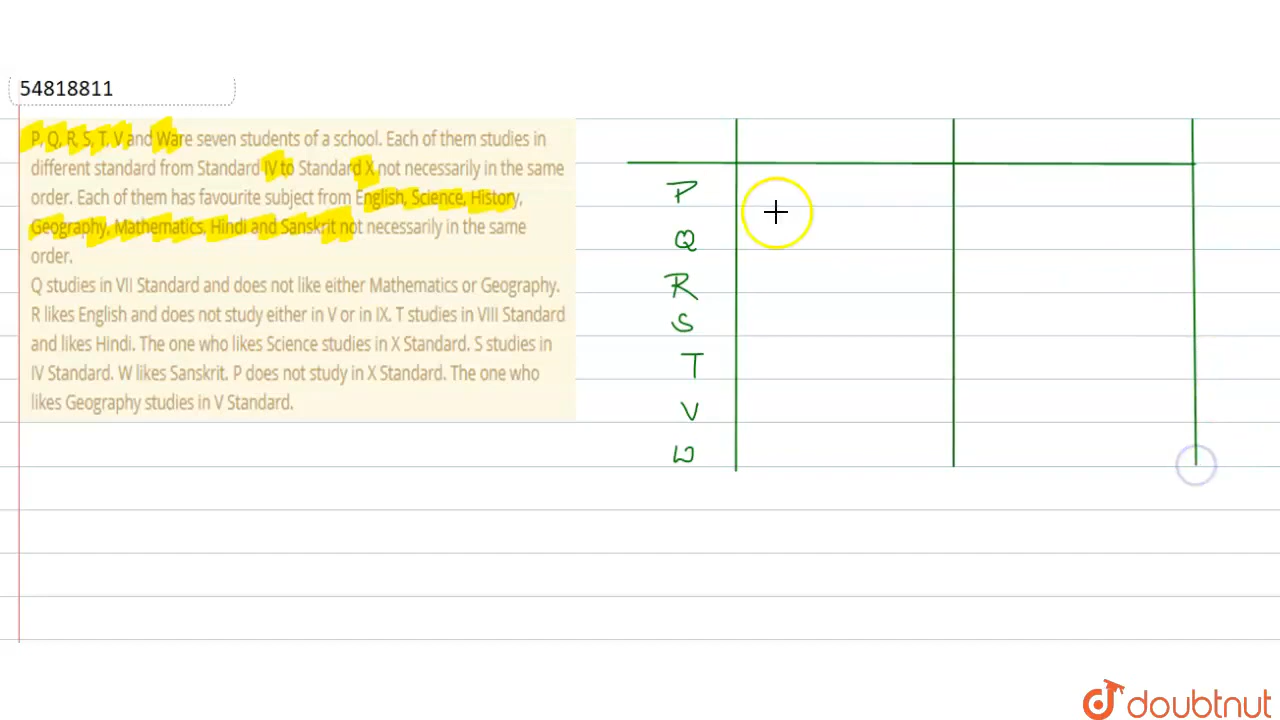 54818811
P, Q, R, S, T, V and Ware seven students of a school. Each of them studies in
different standard from Standard IV to Standard X not necessarily in the same
order. Each of them has favourite subject from English, Science, History,
Geography, Mathematics, Hindi and Sanskrit not necessarily in the same
order.
Q studies in VII Standard and does not like either Mathematics or Geography.
R likes English and does not study either in V or in IX. T studies in VIII Standard
and likes Hindi. The one who likes Science studies in X Standard. S studies in
IV Standard. W likes Sanskrit. P does not study in X Standard. The one who
likes Geography studies in V Standard.
P
Q
R
S
T
V
W
doubtnut